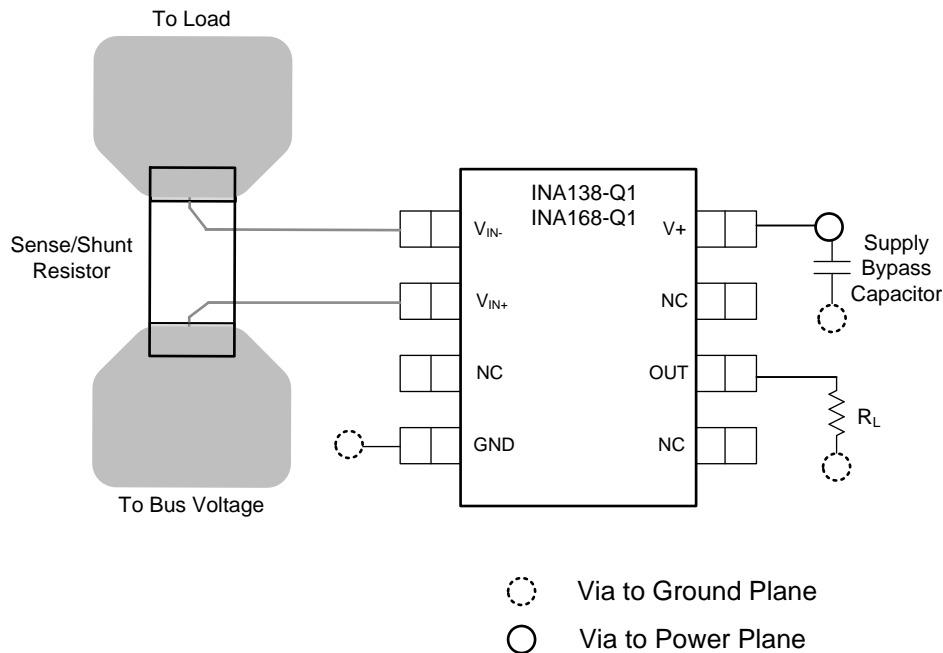 To Load
Sense/Shunt
Resistor
To Bus Voltage
INA138-Q1
INA168-Q1
VIN-
VIN+
NC
GND
V+
NC
OUT
NC
Supply
Bypass
Capacitor
RL
Via to Ground Plane
Via to Power Plane